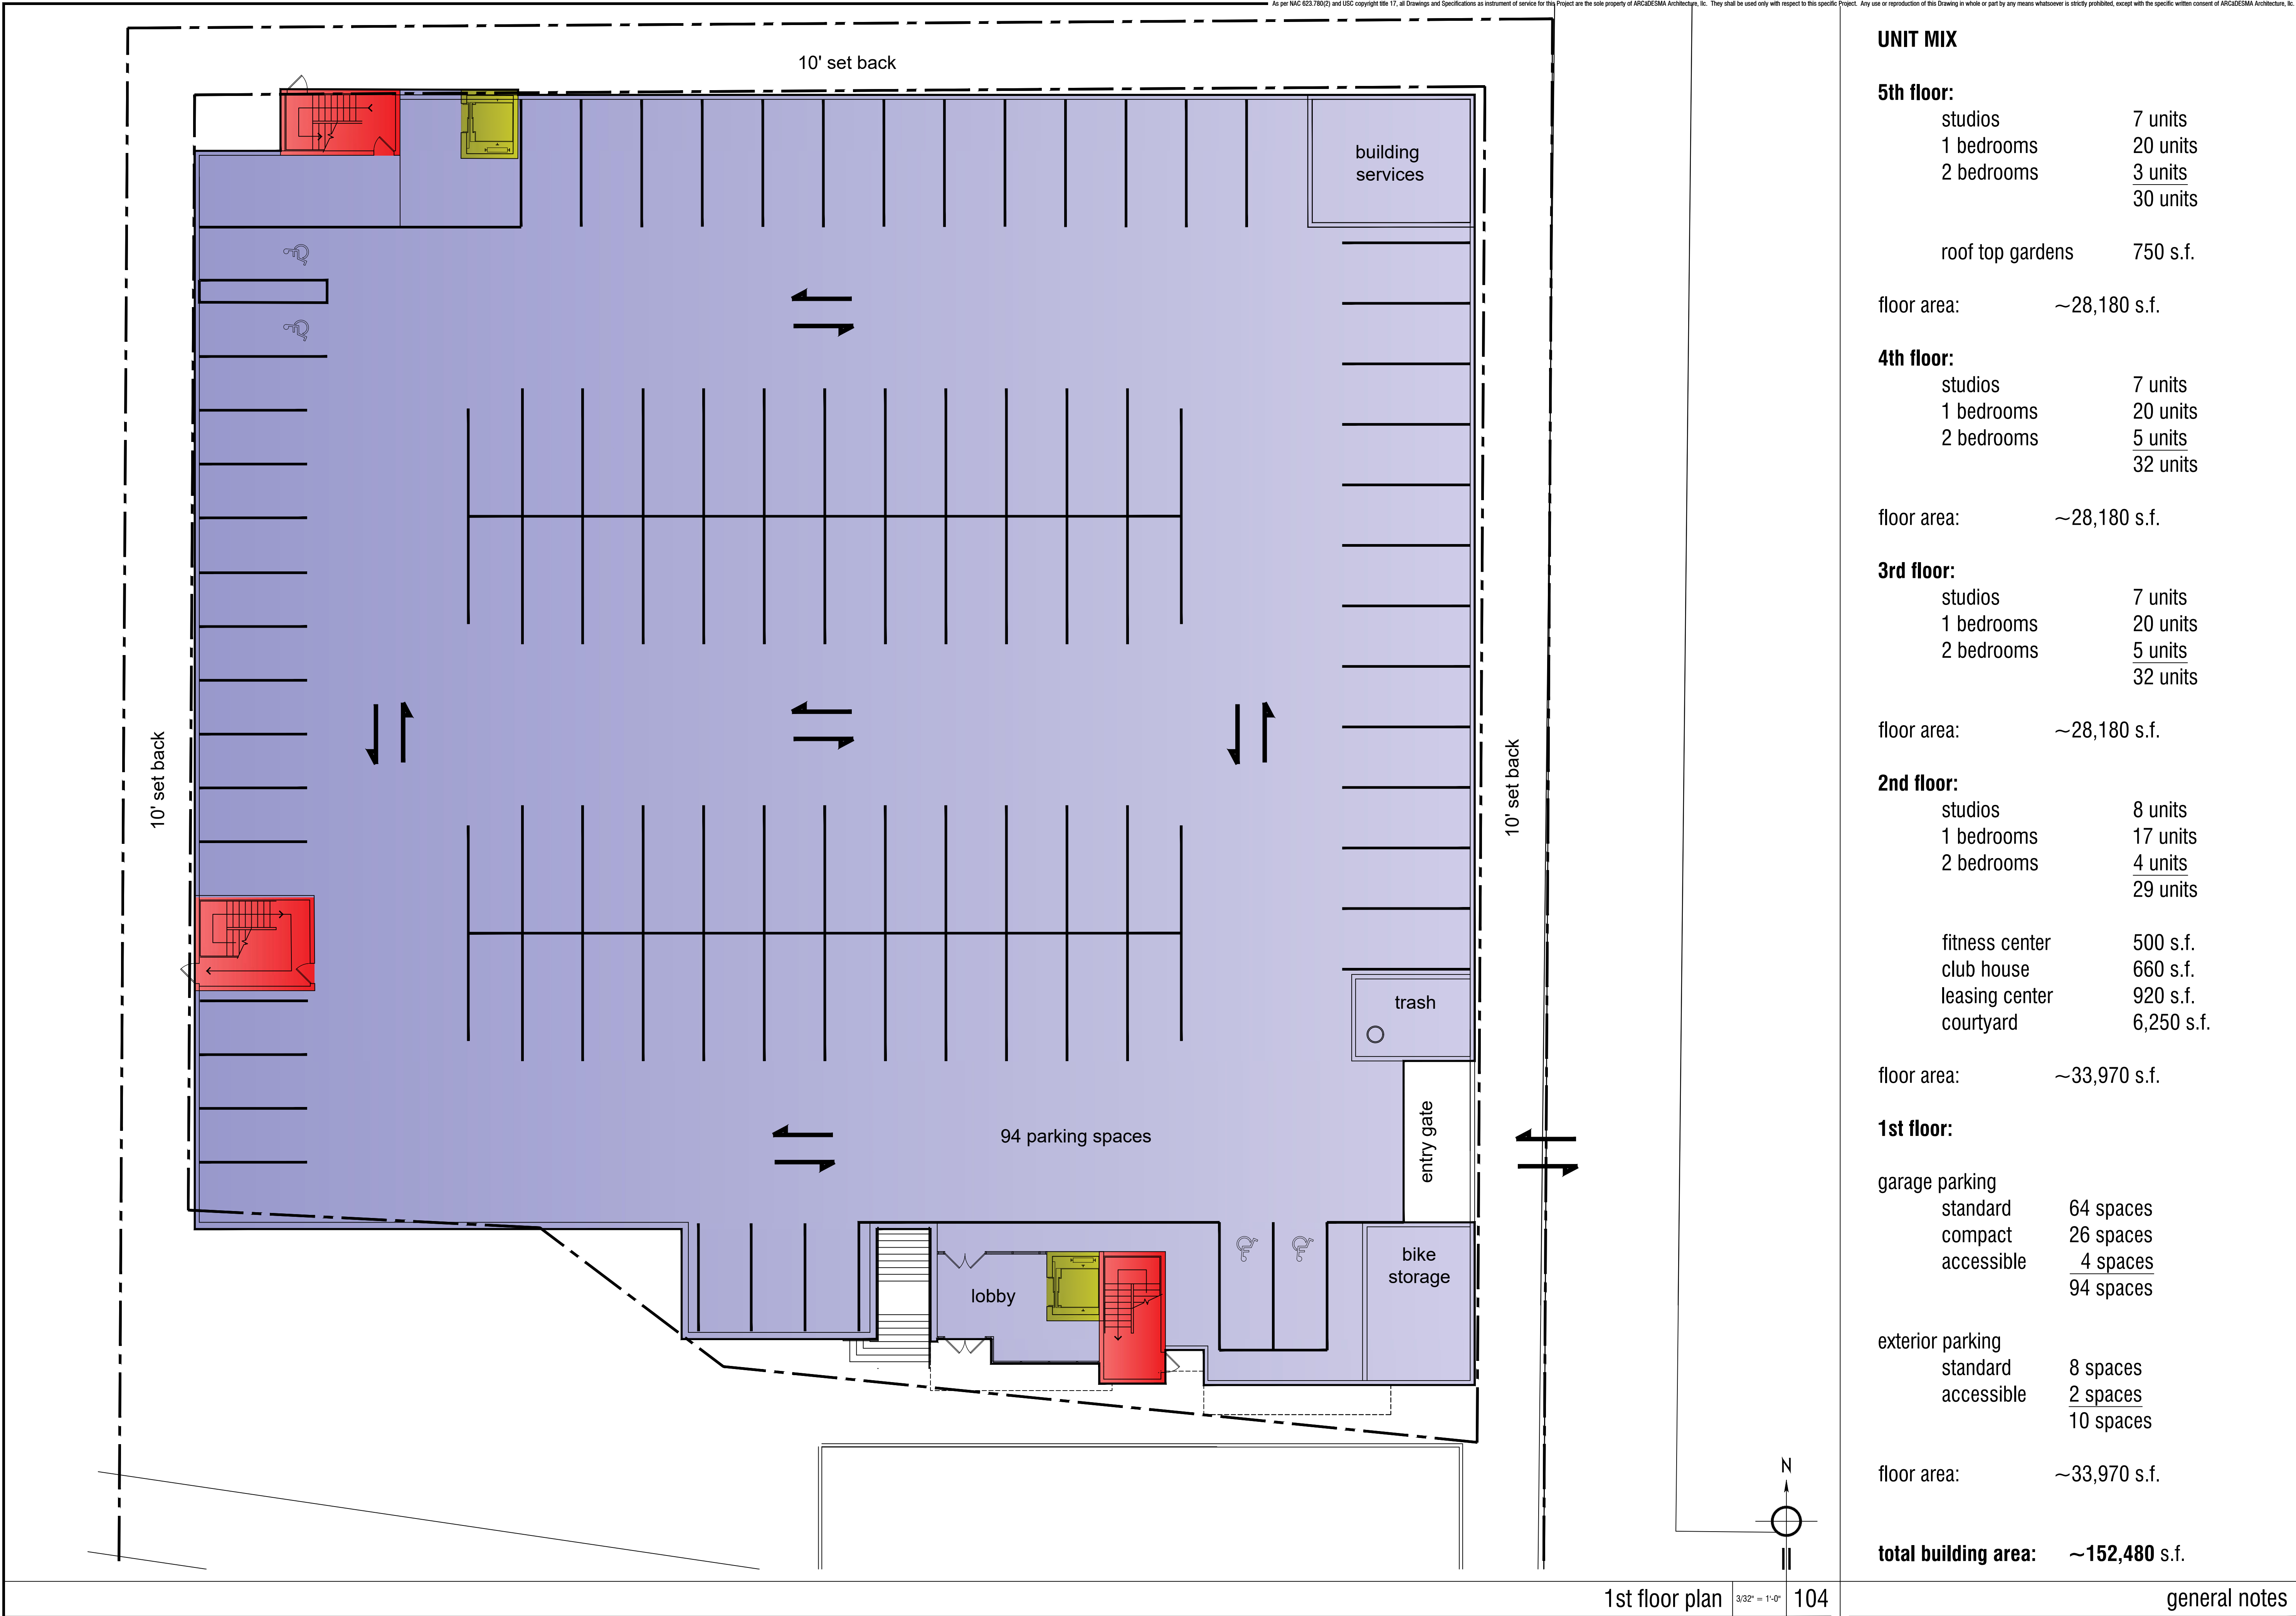 As per NAC 623.780(2) and USC copyright title 17, all Drawings and Specifications as instrument of service for this Project are the sole property of ARCáDESMA Architecture, llc. They shall be used only with respect to this specific Project. Any use or reproduction of this Drawing in whole or part by any means whatsoever is strictly prohibited, except with the specific written consent of ARCáDESMA Architecture, llc.
10' set back
building
services
10' set back
10' set back
trash
entry gate
94 parking spaces
lobby
bike
storage
N
1st floor plan 3/32" = 1'-0" 104
UNIT MIX
5th floor:
studios 7 units
1 bedrooms 20 units
2 bedrooms 3 units
30 units
roof top gardens 750 s.f.
floor area: ~28,180 s.f.
4th floor:
studios 7 units
1 bedrooms 20 units
2 bedrooms 5 units
32 units
floor area: ~28,180 s.f.
3rd floor:
studios 7 units
1 bedrooms 20 units
2 bedrooms 5 units
32 units
floor area: ~28,180 s.f.
2nd floor:
studios 8 units
1 bedrooms 17 units
2 bedrooms 4 units
29 units
fitness center 500 s.f.
club house 660 s.f.
leasing center 920 s.f.
courtyard 6,250 s.f.
floor area: ~33,970 s.f.
1st floor:
garage parking
standard 64 spaces
compact 26 spaces
accessible 4 spaces
94 spaces
exterior parking
standard 8 spaces
accessible 2 spaces
10 spaces
floor area: ~33,970 s.f.
total building area: ~152,480 s.f.
general notes